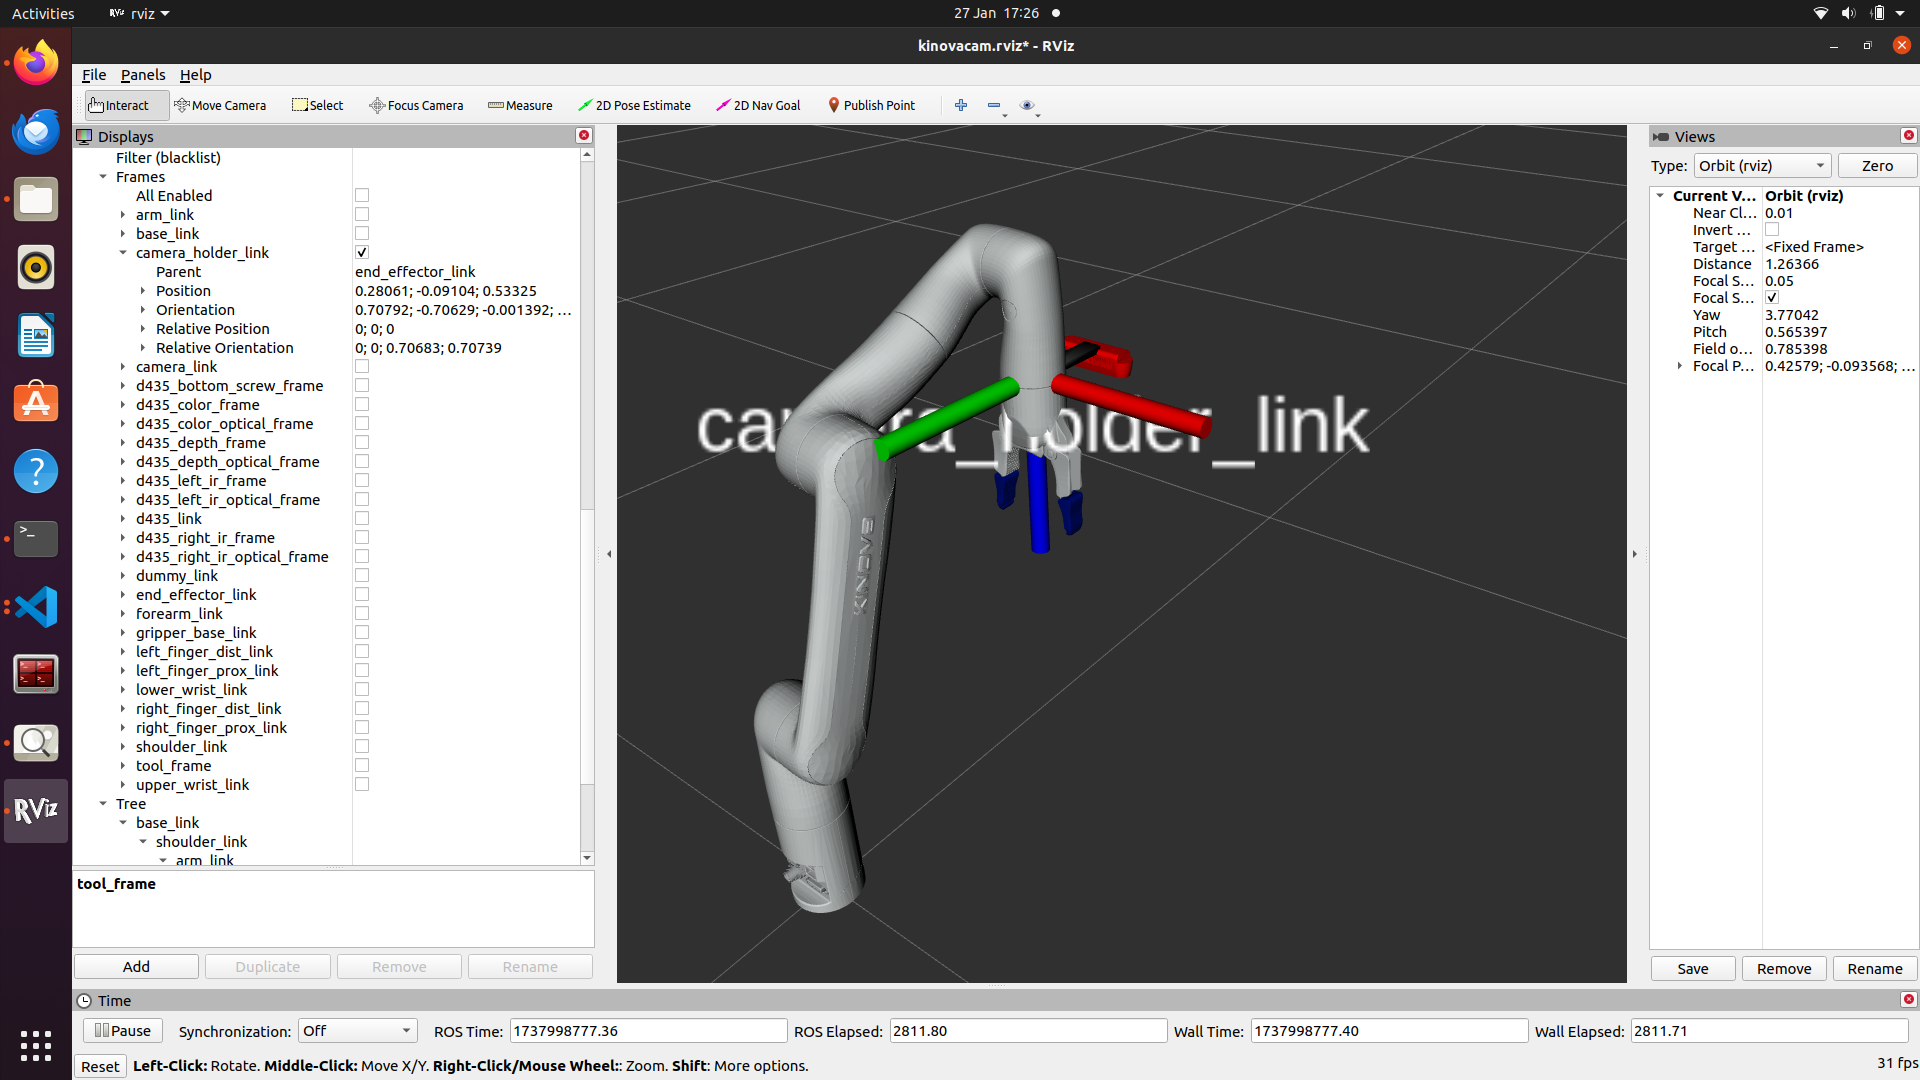 Activities
RViz rviz
27 Jan 17:26
kinovacam.rviz* - RViz
File Panels Help
Interact Move Camera Select Focus Camera Measure 2D Pose Estimate 2D Nav Goal Publish Point
Displays
Filter (blacklist)
Frames
All Enabled
arm_link
base_link
camera_holder_link
Parent end_effector_link
Position 0.28061; -0.09104; 0.53325
Orientation 0.70792; -0.70629; -0.001392; ...
Relative Position 0; 0; 0
Relative Orientation 0; 0; 0.70683; 0.70739
camera_link
d435_bottom_screw_frame
d435_color_frame
d435_color_optical_frame
d435_depth_frame
d435_depth_optical_frame
d435_left_ir_frame
d435_left_ir_optical_frame
d435_link
d435_right_ir_frame
d435_right_ir_optical_frame
dummy_link
end_effector_link
forearm_link
gripper_base_link
left_finger_dist_link
left_finger_prox_link
lower_wrist_link
right_finger_dist_link
right_finger_prox_link
shoulder_link
tool_frame
upper_wrist_link
Tree
base_link
shoulder_link
arm_link
tool_frame
Add Duplicate Remove Rename
camera_holder_link
KINOVA
Views
Type: Orbit (rviz) Zero
Current V... Orbit (rviz)
Near Cl... 0.01
Invert ...
Target ... <Fixed Frame>
Distance 1.26366
Focal S... 0.05
Focal S...
Yaw 3.77042
Pitch 0.565397
Field o... 0.785398
Focal P... 0.42579; -0.093568; ...
Save Remove Rename
Time
Pause Synchronization: Off ROS Time: 1737998777.36 ROS Elapsed: 2811.80 Wall Time: 1737998777.40 Wall Elapsed: 2811.71
Reset Left-Click: Rotate. Middle-Click: Move X/Y. Right-Click/Mouse Wheel:: Zoom. Shift: More options.
31 fps
RViz